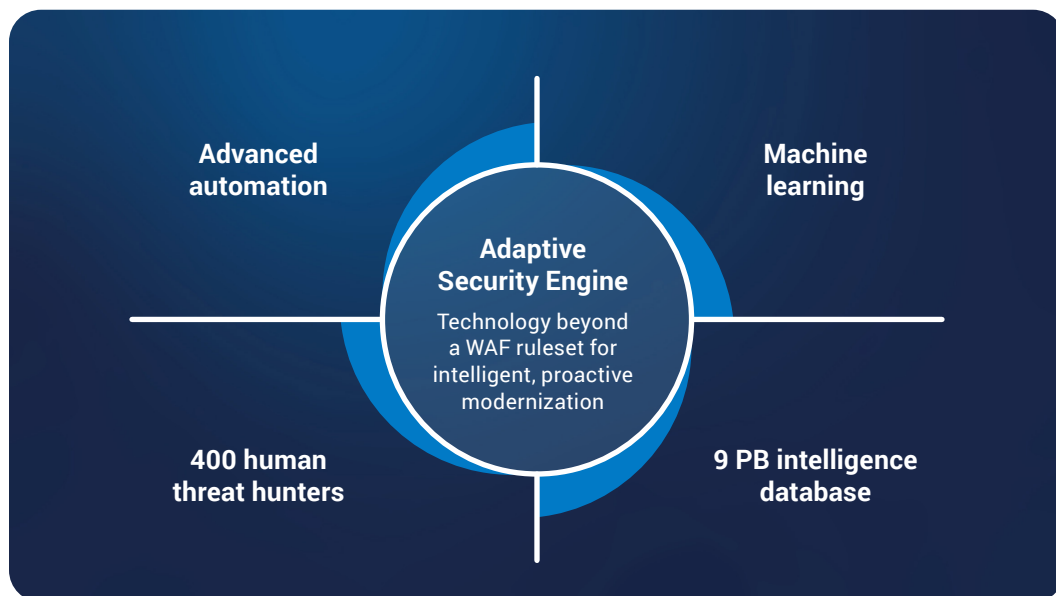 Advanced
automation
Machine
learning
Adaptive
Security Engine
Technology beyond
a WAF ruleset for
intelligent, proactive
modernization
400 human
threat hunters
9 PB intelligence
database